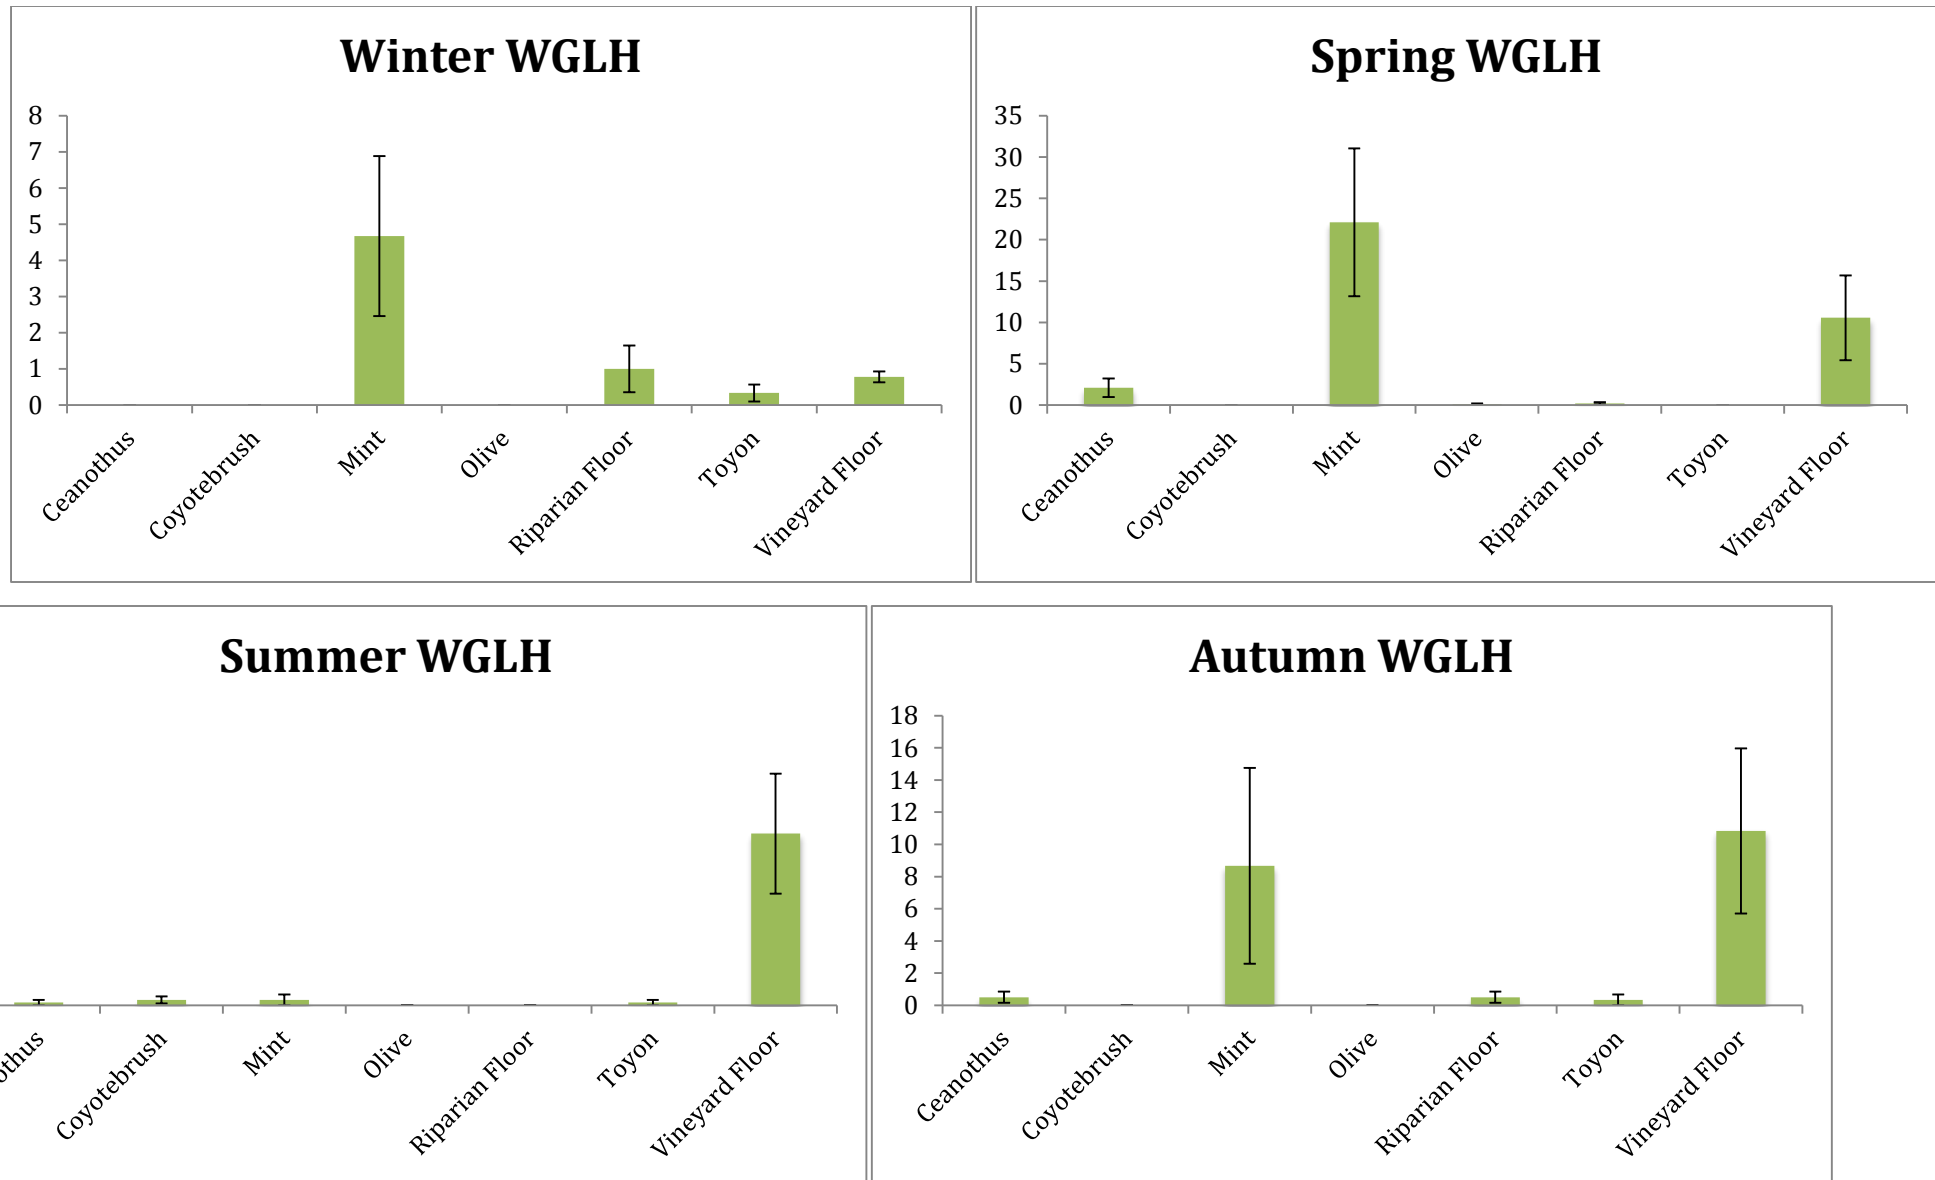 Winter WGLH
8
7
6
5
4
3
2
1
0
Ceanothus
Coyotebrush
Mint
Olive
Riparian Floor
Toyon
Vineyard Floor
Spring WGLH
35
30
25
20
15
10
5
0
Ceanothus
Coyotebrush
Mint
Olive
Riparian Floor
Toyon
Vineyard Floor
Summer WGLH
othus
Coyotebrush
Mint
Olive
Riparian Floor
Toyon
Vineyard Floor
Autumn WGLH
18
16
14
12
10
8
6
4
2
0
Ceanothus
Coyotebrush
Mint
Olive
Riparian Floor
Toyon
Vineyard Floor